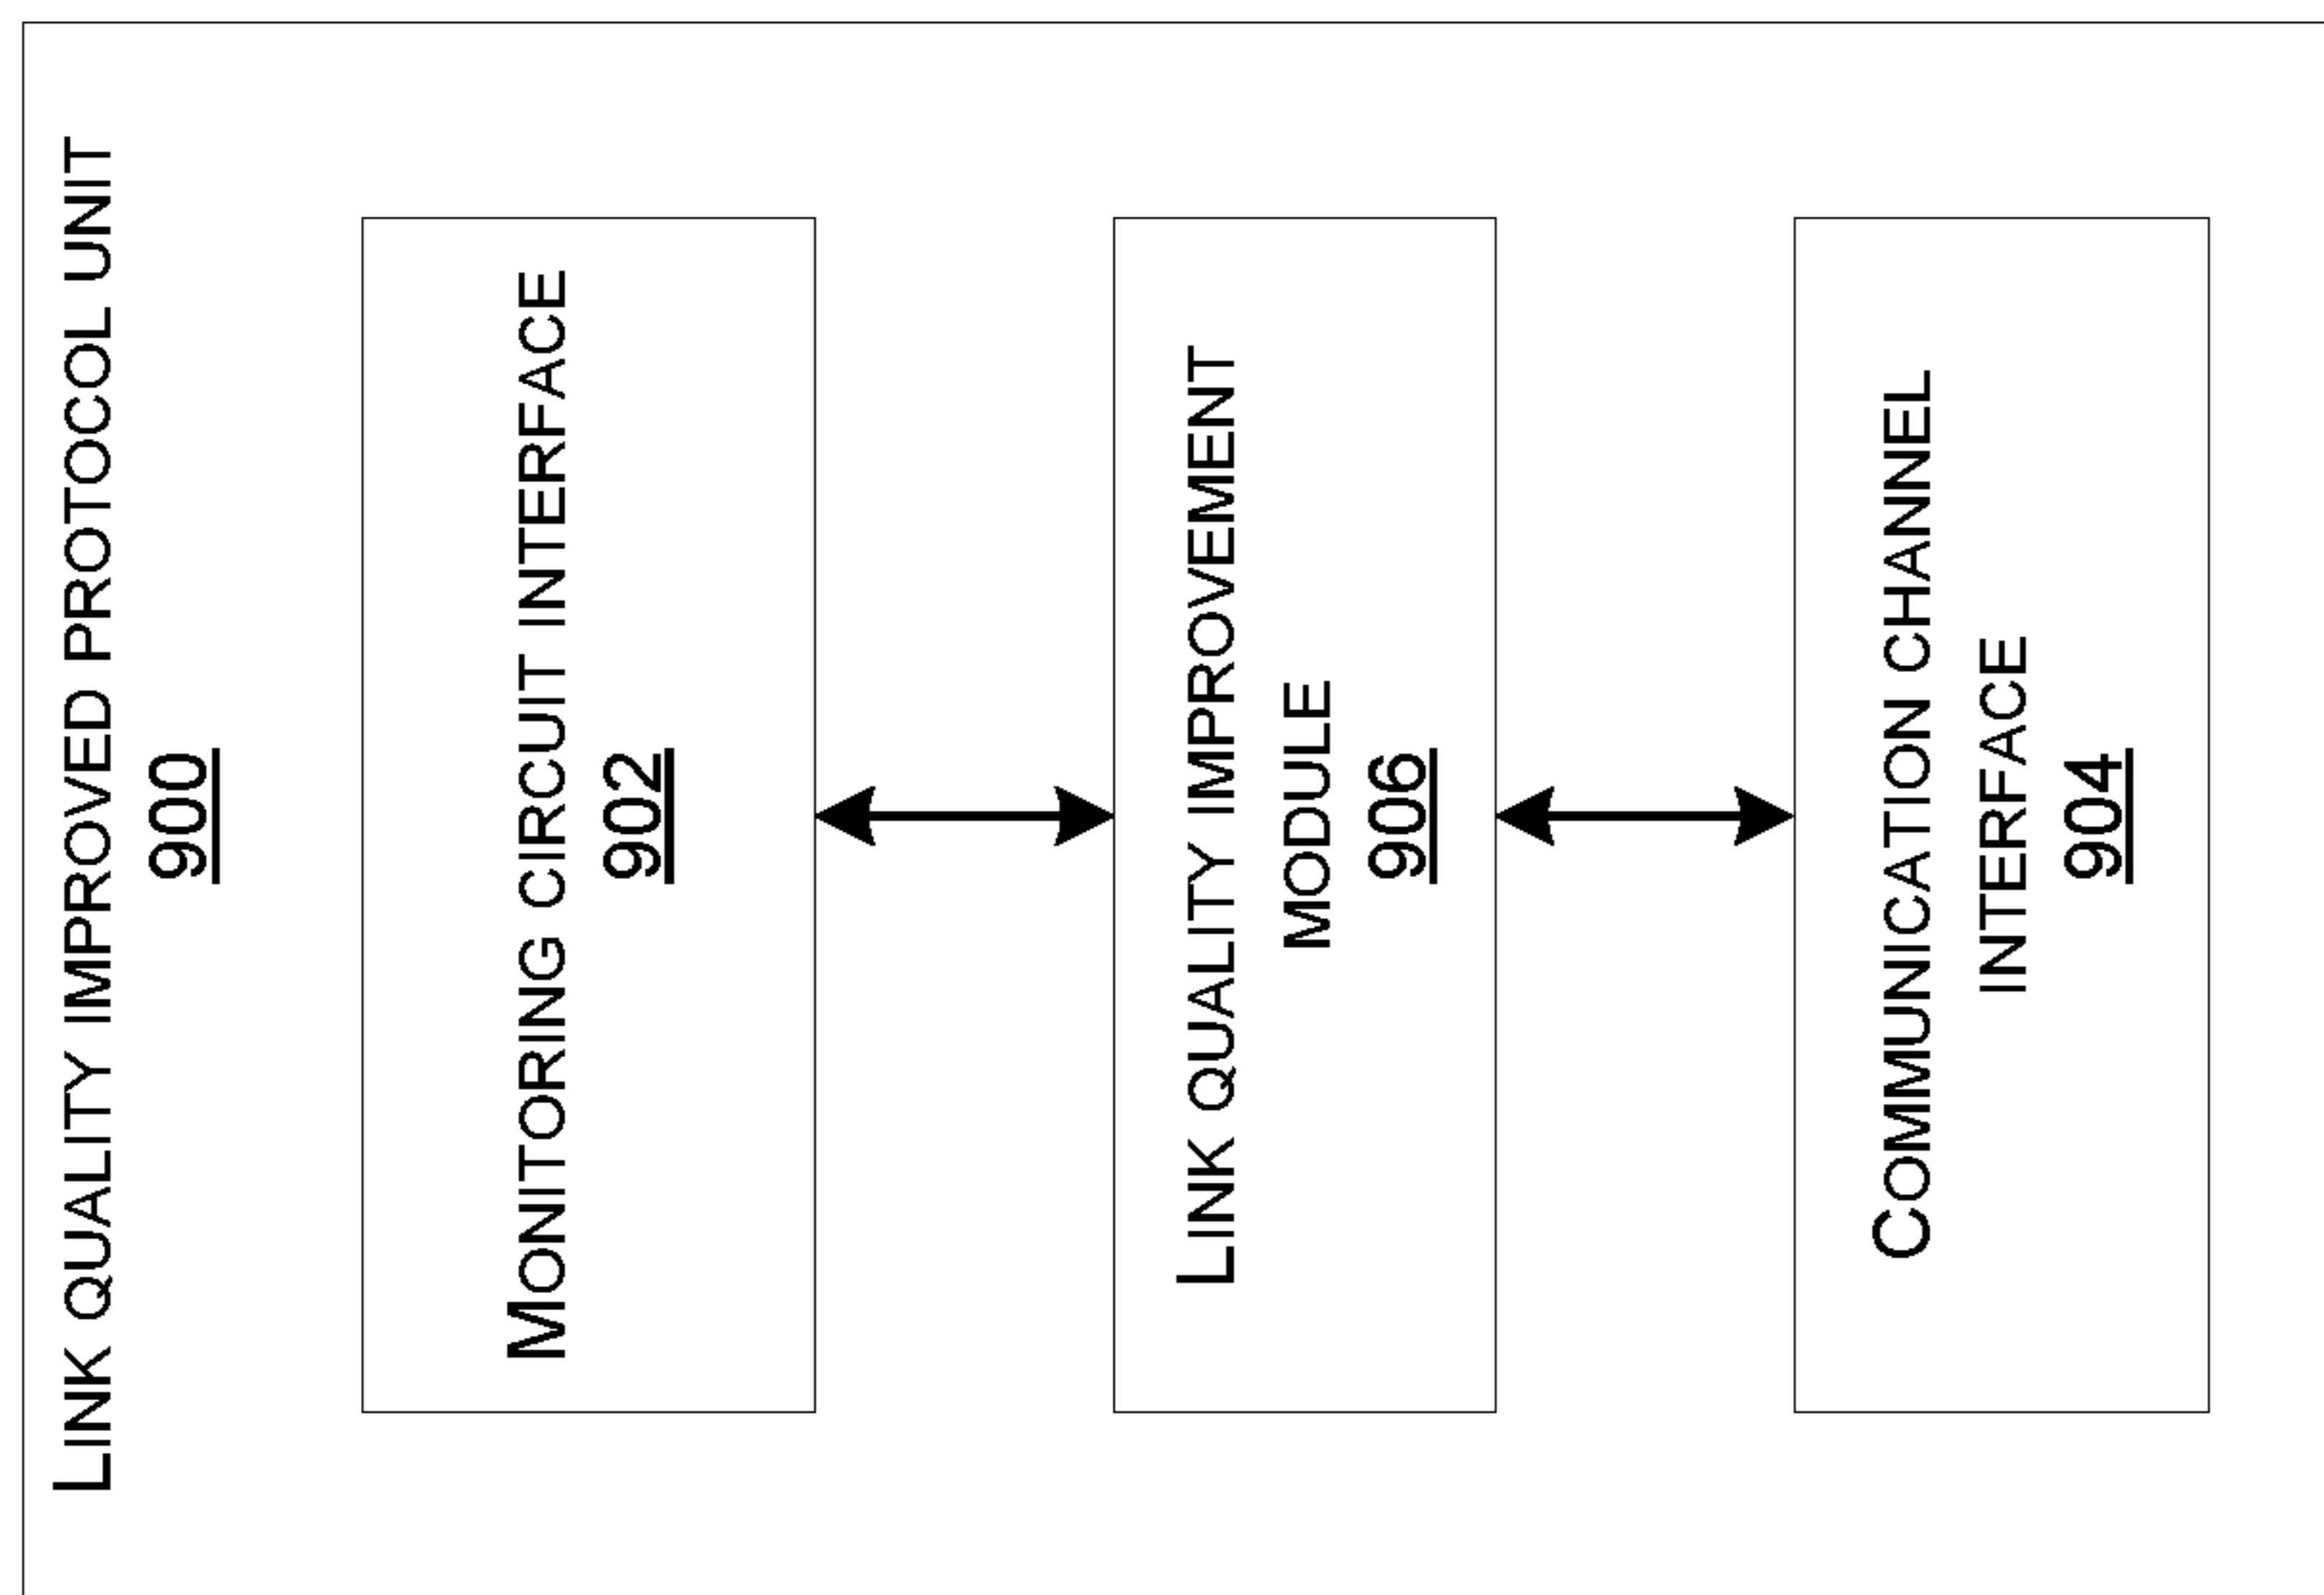 LINK QUALITY IMPROVED PROTOCOL UNIT
900
MONITORING CIRCUIT INTERFACE
902
LINK QUALITY IMPROVEMENT
MODULE
906
COMMUNICATION CHANNEL
INTERFACE
904